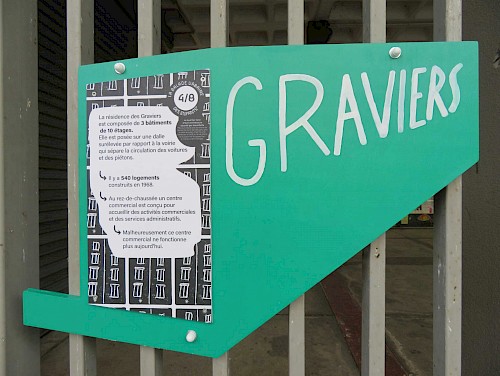 GRAVIERS
4/8
La résidence des Graviers
est composée de 3 bâtiments
de 10 étages.
Elle est posée sur une dalle
surélevée par rapport à la voirie
qui sépare la circulation des voitures
et des piétons.
Il y a 540 logements
construits en 1968.
Au rez-de-chaussée un centre
commercial est conçu pour
accueillir des activités commerciales
et des services administratifs.
Malheureusement ce centre
commercial ne fonctionne
plus aujourd'hui.